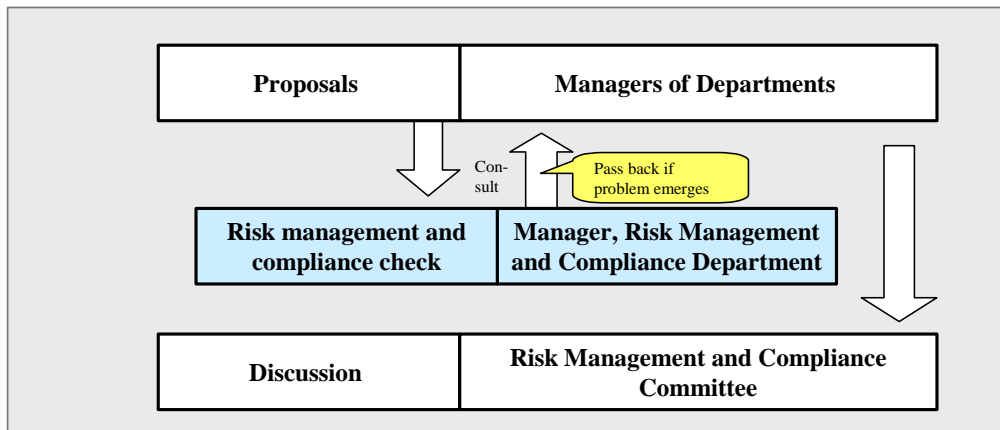 Proposals
Managers of Departments
Con-
sult
Pass back if
problem emerges
Risk management and
compliance check
Manager, Risk Management
and Compliance Department
Discussion
Risk Management and Compliance
Committee